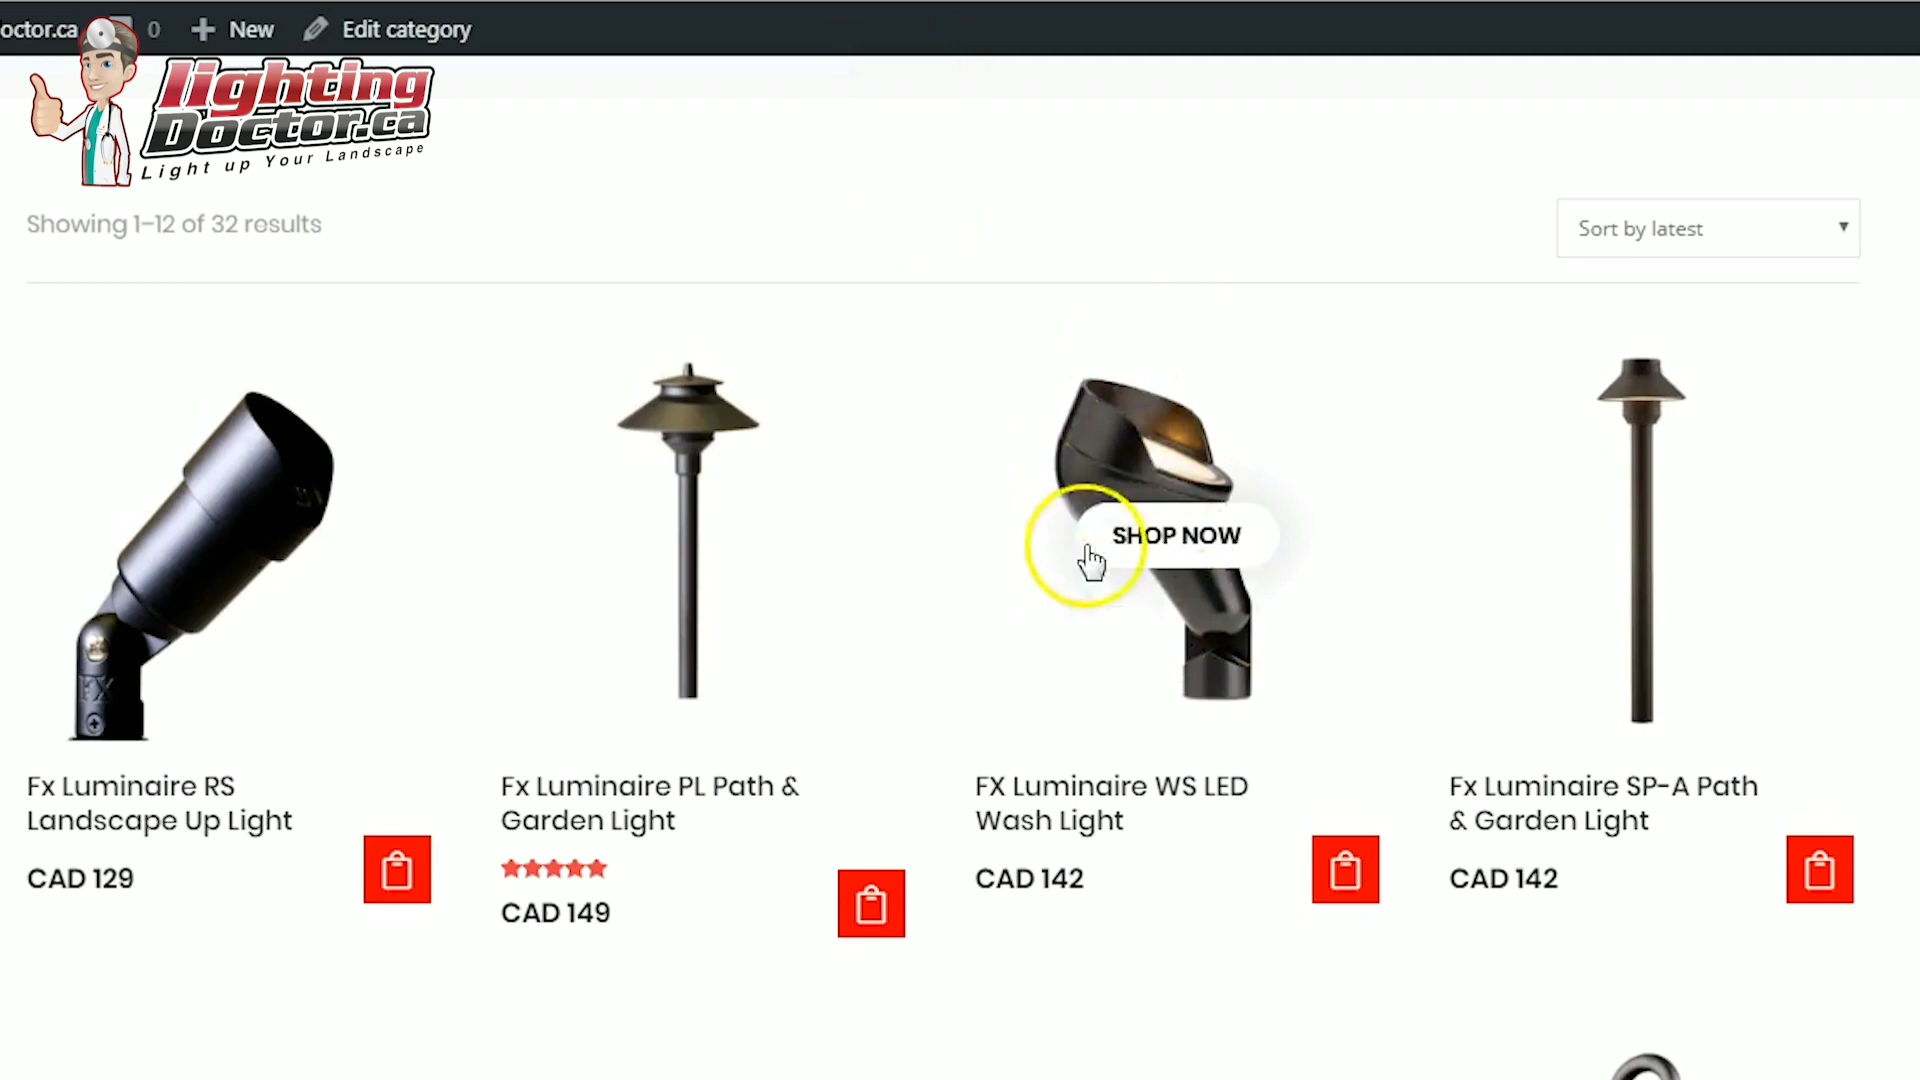 octor.ca 0 New Edit category
lighting
Doctor.ca
Light up Your Landscape
Showing 1–12 of 32 results
Sort by latest
SHOP NOW
FX
Fx Luminaire RS
Landscape Up Light
CAD 129
Fx Luminaire PL Path &
Garden Light
CAD 149
FX Luminaire WS LED
Wash Light
CAD 142
Fx Luminaire SP-A Path
& Garden Light
CAD 142